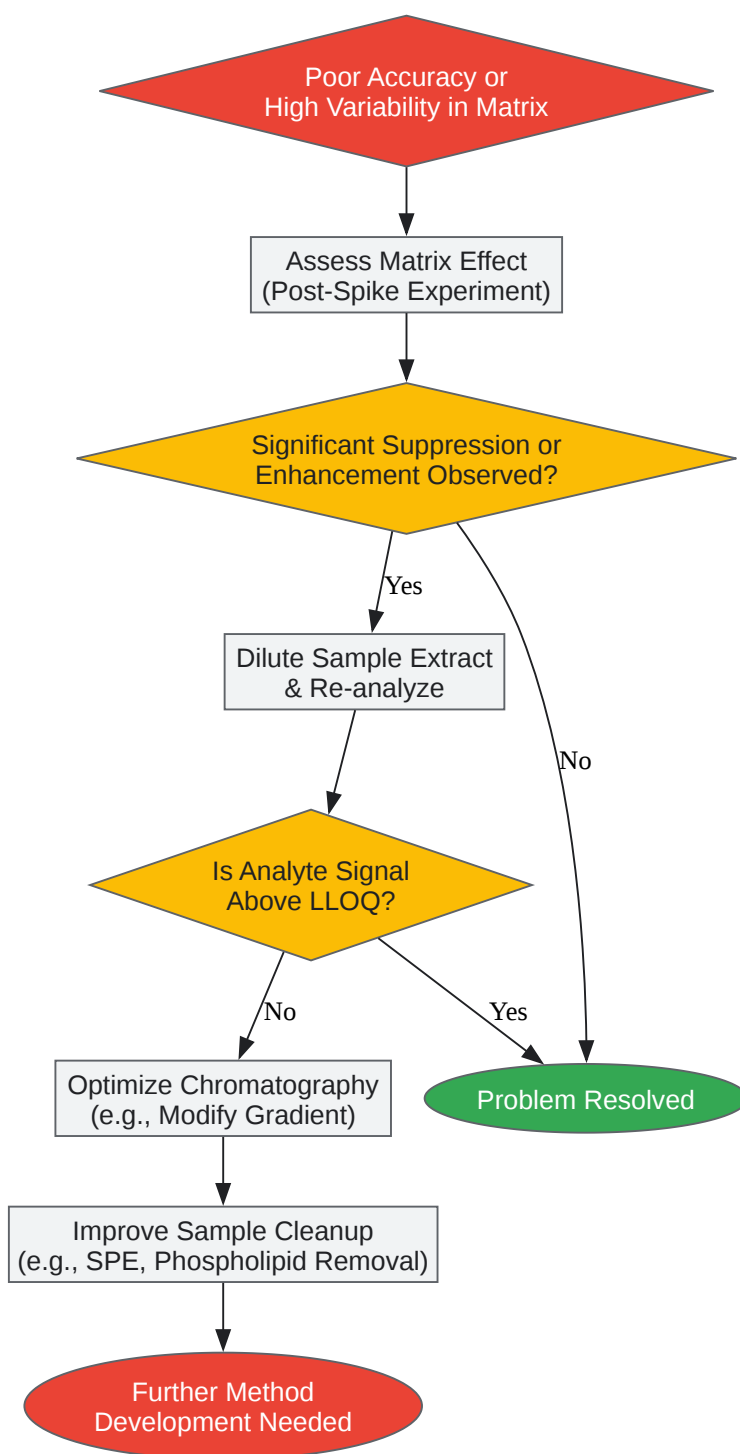 Poor Accuracy or
High Variability in Matrix
Assess Matrix Effect
(Post-Spike Experiment)
Significant Suppression or
Enhancement Observed?
Yes
Dilute Sample Extract
& Re-analyze
No
Is Analyte Signal
Above LLOQ?
No
Yes
Optimize Chromatography
(e.g., Modify Gradient)
Problem Resolved
Improve Sample Cleanup
(e.g., SPE, Phospholipid Removal)
Further Method
Development Needed